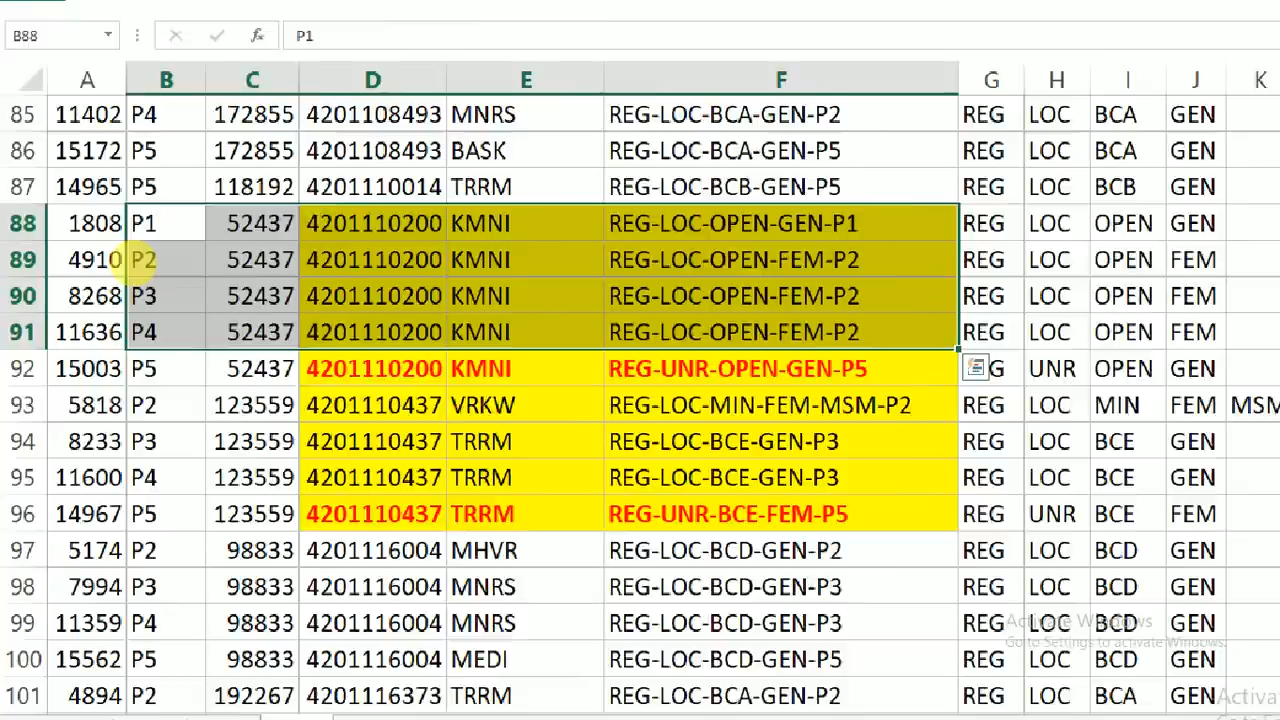 B88 fx P1
A B C D E F G H I J K
85 11402 P4 172855 4201108493 MNRS REG-LOC-BCA-GEN-P2 REG LOC BCA GEN
86 15172 P5 172855 4201108493 BASK REG-LOC-BCA-GEN-P5 REG LOC BCA GEN
87 14965 P5 118192 4201110014 TRRM REG-LOC-BCB-GEN-P5 REG LOC BCB GEN
88 1808 P1 52437 4201110200 KMNI REG-LOC-OPEN-GEN-P1 REG LOC OPEN GEN
89 4910 P2 52437 4201110200 KMNI REG-LOC-OPEN-FEM-P2 REG LOC OPEN FEM
90 8268 P3 52437 4201110200 KMNI REG-LOC-OPEN-FEM-P2 REG LOC OPEN FEM
91 11636 P4 52437 4201110200 KMNI REG-LOC-OPEN-FEM-P2 REG LOC OPEN FEM
92 15003 P5 52437 4201110200 KMNI REG-UNR-OPEN-GEN-P5 G UNR OPEN GEN
93 5818 P2 123559 4201110437 VRKW REG-LOC-MIN-FEM-MSM-P2 REG LOC MIN FEM MSM
94 8233 P3 123559 4201110437 TRRM REG-LOC-BCE-GEN-P3 REG LOC BCE GEN
95 11600 P4 123559 4201110437 TRRM REG-LOC-BCE-GEN-P3 REG LOC BCE GEN
96 14967 P5 123559 4201110437 TRRM REG-UNR-BCE-FEM-P5 REG UNR BCE FEM
97 5174 P2 98833 4201116004 MHVR REG-LOC-BCD-GEN-P2 REG LOC BCD GEN
98 7994 P3 98833 4201116004 MNRS REG-LOC-BCD-GEN-P3 REG LOC BCD GEN
99 11359 P4 98833 4201116004 MNRS REG-LOC-BCD-GEN-P3 REG LOC BCD GEN
Activate Windows
Go to Settings to activate Windows.
100 15562 P5 98833 4201116004 MEDI REG-LOC-BCD-GEN-P5 REG LOC BCD GEN
101 4894 P2 192267 4201116373 TRRM REG-LOC-BCA-GEN-P2 REG LOC BCA GEN
Activa